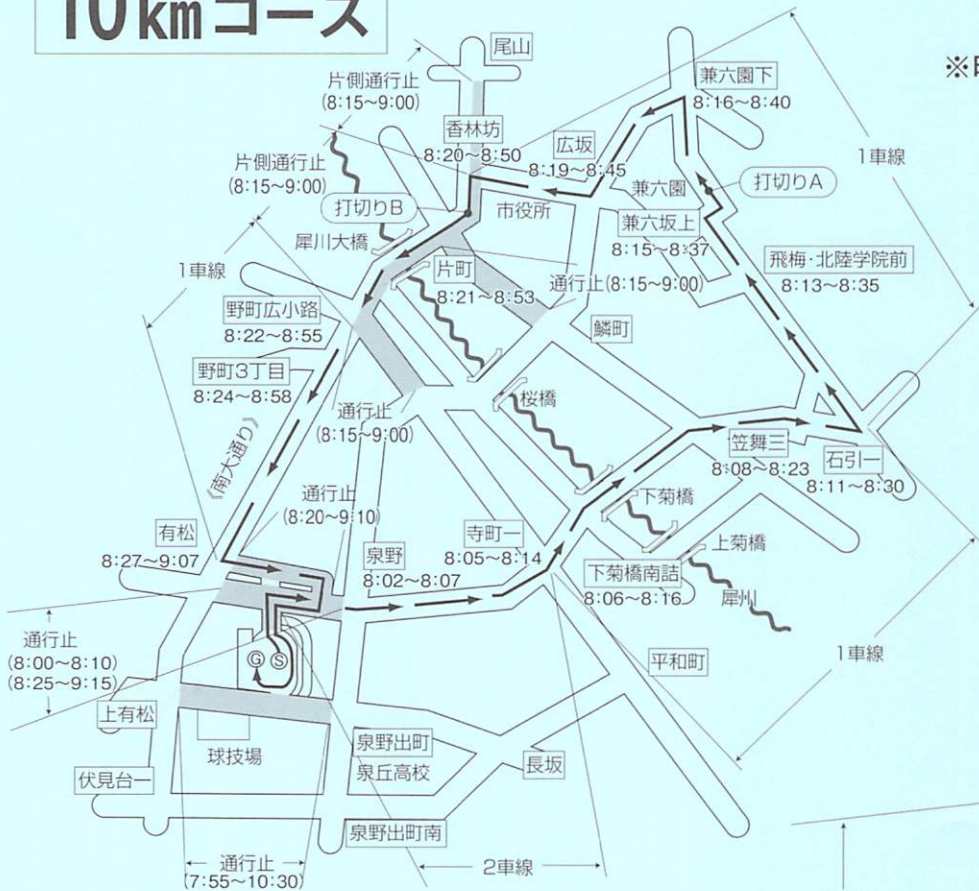 10kmコース
※
尾山
片側通行止
(8:15~9:00)
兼六園下
8:16~8:40
香林坊
8:20~8:50
広坂
8:19~8:45
1車線
片側通行止
(8:15~9:00)
兼六園
打切りA
打切りB
市役所
兼六坂上
8:15~8:37
犀川大橋
飛梅・北陸学院前
8:13~8:35
1車線
片町
8:21~8:53
通行止(8:15~9:00)
野町広小路
8:22~8:55
鱗町
野町3丁目
8:24~8:58
桜橋
通行止
(8:15~9:00)
笠舞三
8:08~8:23
石引一
8:11~8:30
《南大通り》
通行止
(8:20~9:10)
下菊橋
有松
8:27~9:07
寺町一
8:05~8:14
上菊橋
泉野
8:02~8:07
下菊橋南詰
8:06~8:16
犀川
通行止
(8:00~8:10)
(8:25~9:15)
G S
平和町
1車線
上有松
球技場
泉野出町
泉丘高校
長坂
伏見台一
泉野出町南
通行止
(7:55~10:30)
2車線